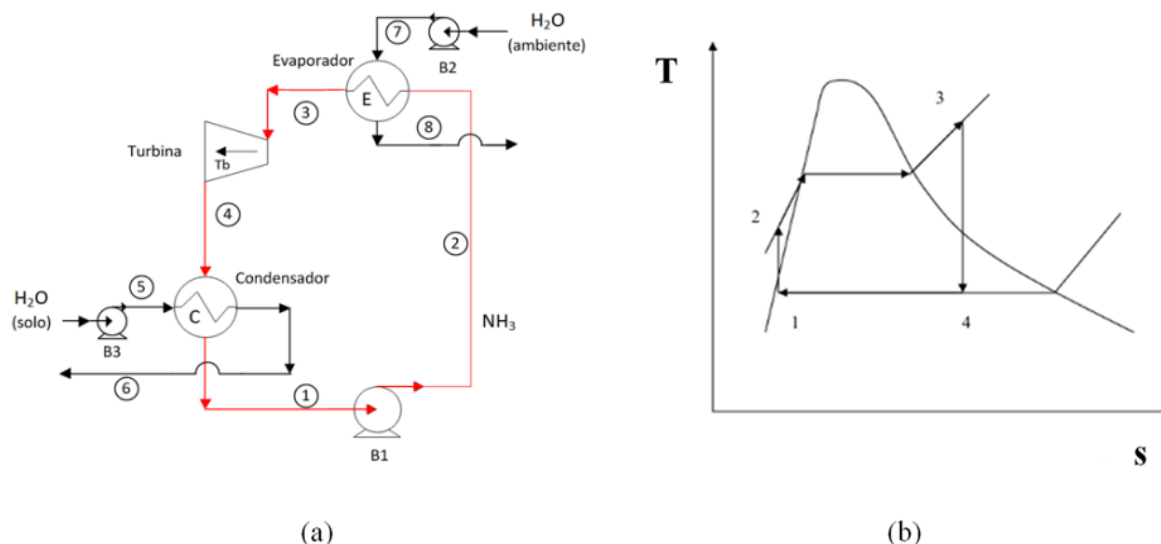 H₂O
(ambiente)
7
B2
Evaporador
E
3
8
Turbina
Tb
4
2
Condensador
H₂O
(solo)
5
C
B3
NH₃
6
1
B1
(a)
T
3
2
1
4
s
(b)